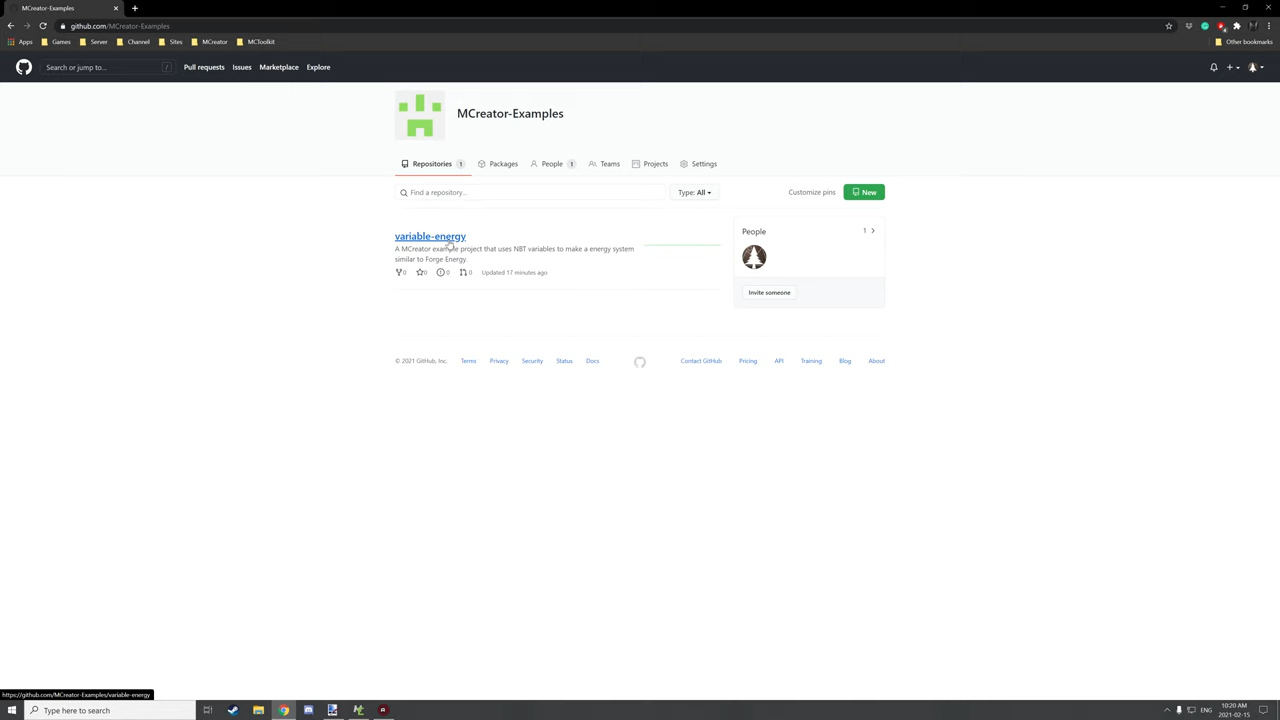 MCreator-Examples
github.com/MCreator-Examples
Apps Games Server Channel Sites MCreator MCToolkit Other bookmarks
Search or jump to... / Pull requests Issues Marketplace Explore
MCreator-Examples
Repositories 1 Packages People 1 Teams Projects Settings
Find a repository... Type: All Customize pins New
variable-energy
A MCreator example project that uses NBT variables to make a energy system
similar to Forge Energy.
0 0 0 0 Updated 17 minutes ago
People 1
Invite someone
© 2021 GitHub, Inc. Terms Privacy Security Status Docs Contact GitHub Pricing API Training Blog About
https://github.com/MCreator-Examples/variable-energy
Type here to search
ENG
10:20 AM
2021-02-15